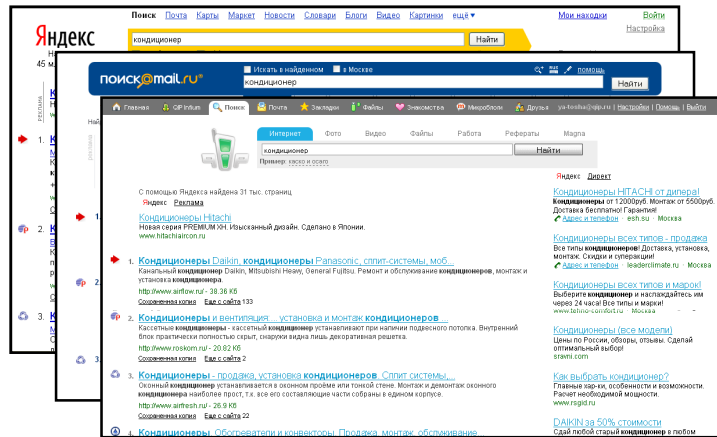 Поиск Почта Карты Маркет Новости Словари Блоги Видео Картинки ещё ▾ Мои находки Войти
Яндекс
кондиционер Найти
Настройка
поиск@mail.ru®
Искать в найденном в Москве помощь
кондиционер Найти
Главная QIP Infium Поиск Почта Закладки Файлы Знакомства Микроблоги Друзья ya-tosha@qip.ru | Настройки | Помощь | Выйти
Интернет Фото Видео Файлы Работа Рефераты Магna
кондиционер Найти
Пример: каско и осаго
С помощью Яндекса найдена 31 тыс. страниц
Яндекс Реклама
Кондиционеры Hitachi
Новая серия PREMIUM XH. Изысканный дизайн. Сделано в Японии.
www.hitachiaircon.ru
1. Кондиционеры Daikin, кондиционеры Panasonic, сплит-системы, моб...
Канальный кондиционер Daikin, Mitsubishi Heavy, General Fujitsu. Ремонт и обслуживание кондиционеров, монтаж и
установка кондиционера.
http://www.airflow.ru/ - 38.36 Кб
Сохраненная копия Еще с сайта 133
2. Кондиционеры и вентиляция ... установка и монтаж кондиционеров ...
Кассетные кондиционеры - кассетный кондиционер устанавливают при наличии подвесного потолка. Внутренний
блок практически полностью скрыт, снаружи видна лишь декоративная решетка.
http://www.roskom.ru/ - 20.82 Кб
Сохраненная копия Еще с сайта 2
3. Кондиционеры - продажа, установка кондиционеров. Сплит системы,...
Оконный кондиционер устанавливается в оконном проёме или тонкой стене. Монтаж и демонтаж оконного
кондиционера наиболее прост, т.к. все его составляющие части собраны в едином корпусе.
http://www.airfresh.ru/ - 26.9 Кб
Сохраненная копия Еще с сайта 22
4. Кондиционеры. Обогреватели и конвекторы. Продажа, монтаж, обслуживание
Яндекс Директ
Кондиционеры HITACHI от дилера!
Кондиционеры от 12000руб. Монтаж от 5500руб.
Доставка бесплатно! Гарантия!
Адрес и телефон · esh.su · Москва
Кондиционеры всех типов - продажа
Все типы кондиционеров! Доставка, установка,
монтаж. Скидки и суперакции!
Адрес и телефон · leaderclimate.ru · Москва
Кондиционеры всех типов и марок!
Выберите кондиционер и наслаждайтесь им
через 24 часа! Все типы и марки!
www.tehno-comfort.ru · Москва
Кондиционеры (все модели)
Цены по России, обзоры, отзывы. Сделай
оптимальный выбор!
sravni.com
Как выбрать кондиционер?
Главные хар-ки, особенности и возможности.
Расчет необходимой мощности.
www.rsgid.ru
DAIKIN за 50% стоимости
Сдай любой старый кондиционер в любом